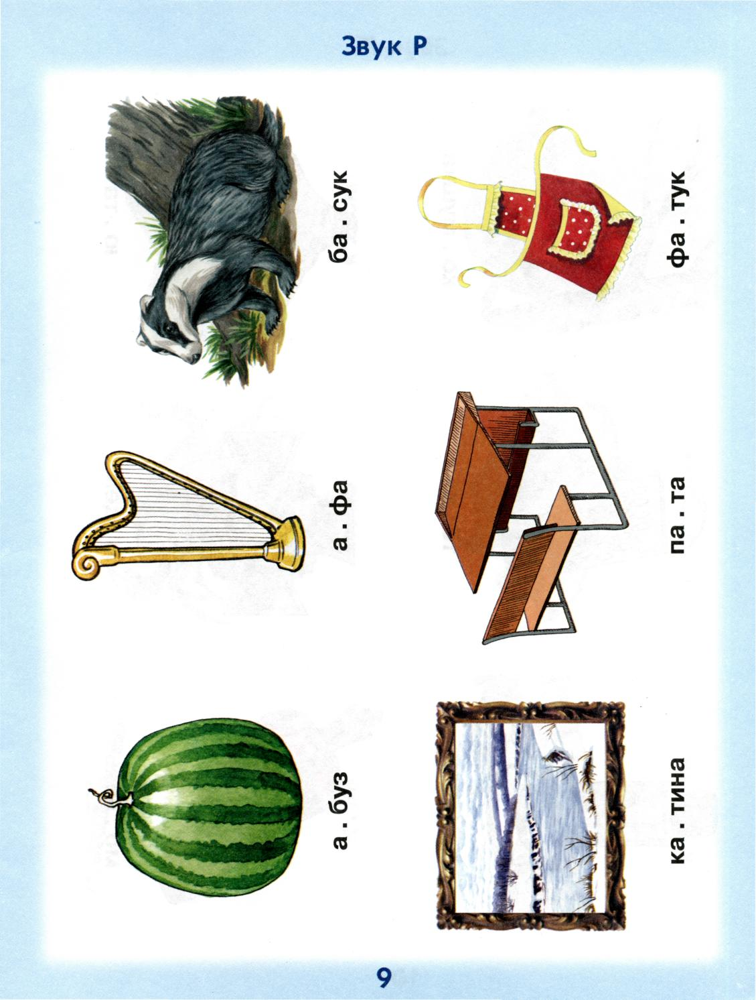 Звук Р
а . буз
а . фа
ба . сук
ка . тина
па . та
фа . тук
9